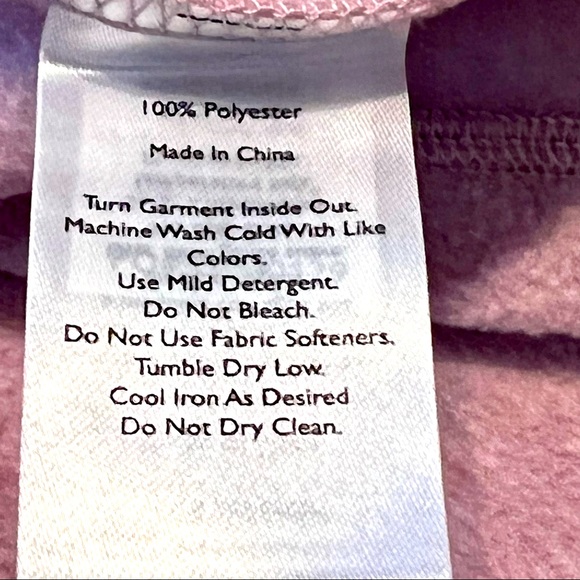 100% Polyester
Made In China
Turn Garment Inside Out.
Machine Wash Cold With Like
Colors.
Use Mild Detergent.
Do Not Bleach.
Do Not Use Fabric Softeners.
Tumble Dry Low.
Cool Iron As Desired
Do Not Dry Clean.